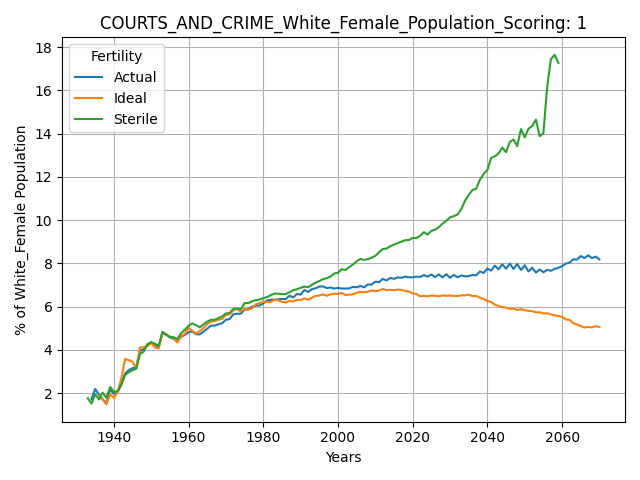 COURTS_AND_CRIME_White_Female_Population_Scoring: 1
Fertility
Actual
Ideal
Sterile
% of White_Female Population
18
16
14
12
10
8
6
4
2
1940 1960 1980 2000 2020 2040 2060
Years